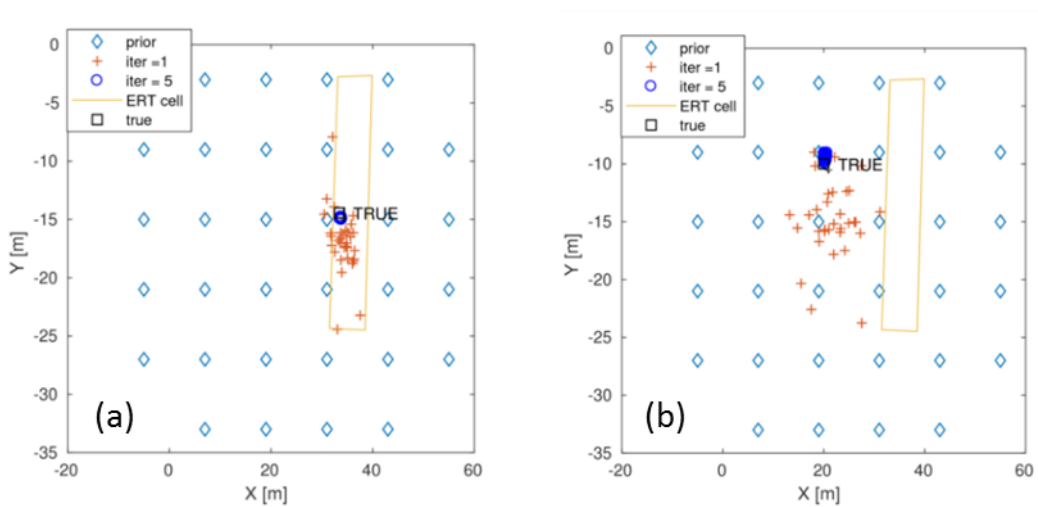 prior
iter =1
iter = 5
ERT cell
true
0
-5
-10
-15
-20
-25
-30
-35
Y [m]
TRUE
(a)
-20
0
20
40
60
X [m]
prior
iter =1
iter = 5
ERT cell
true
0
-5
-10
-15
-20
-25
-30
-35
Y [m]
TRUE
(b)
-20
0
20
40
60
X [m]